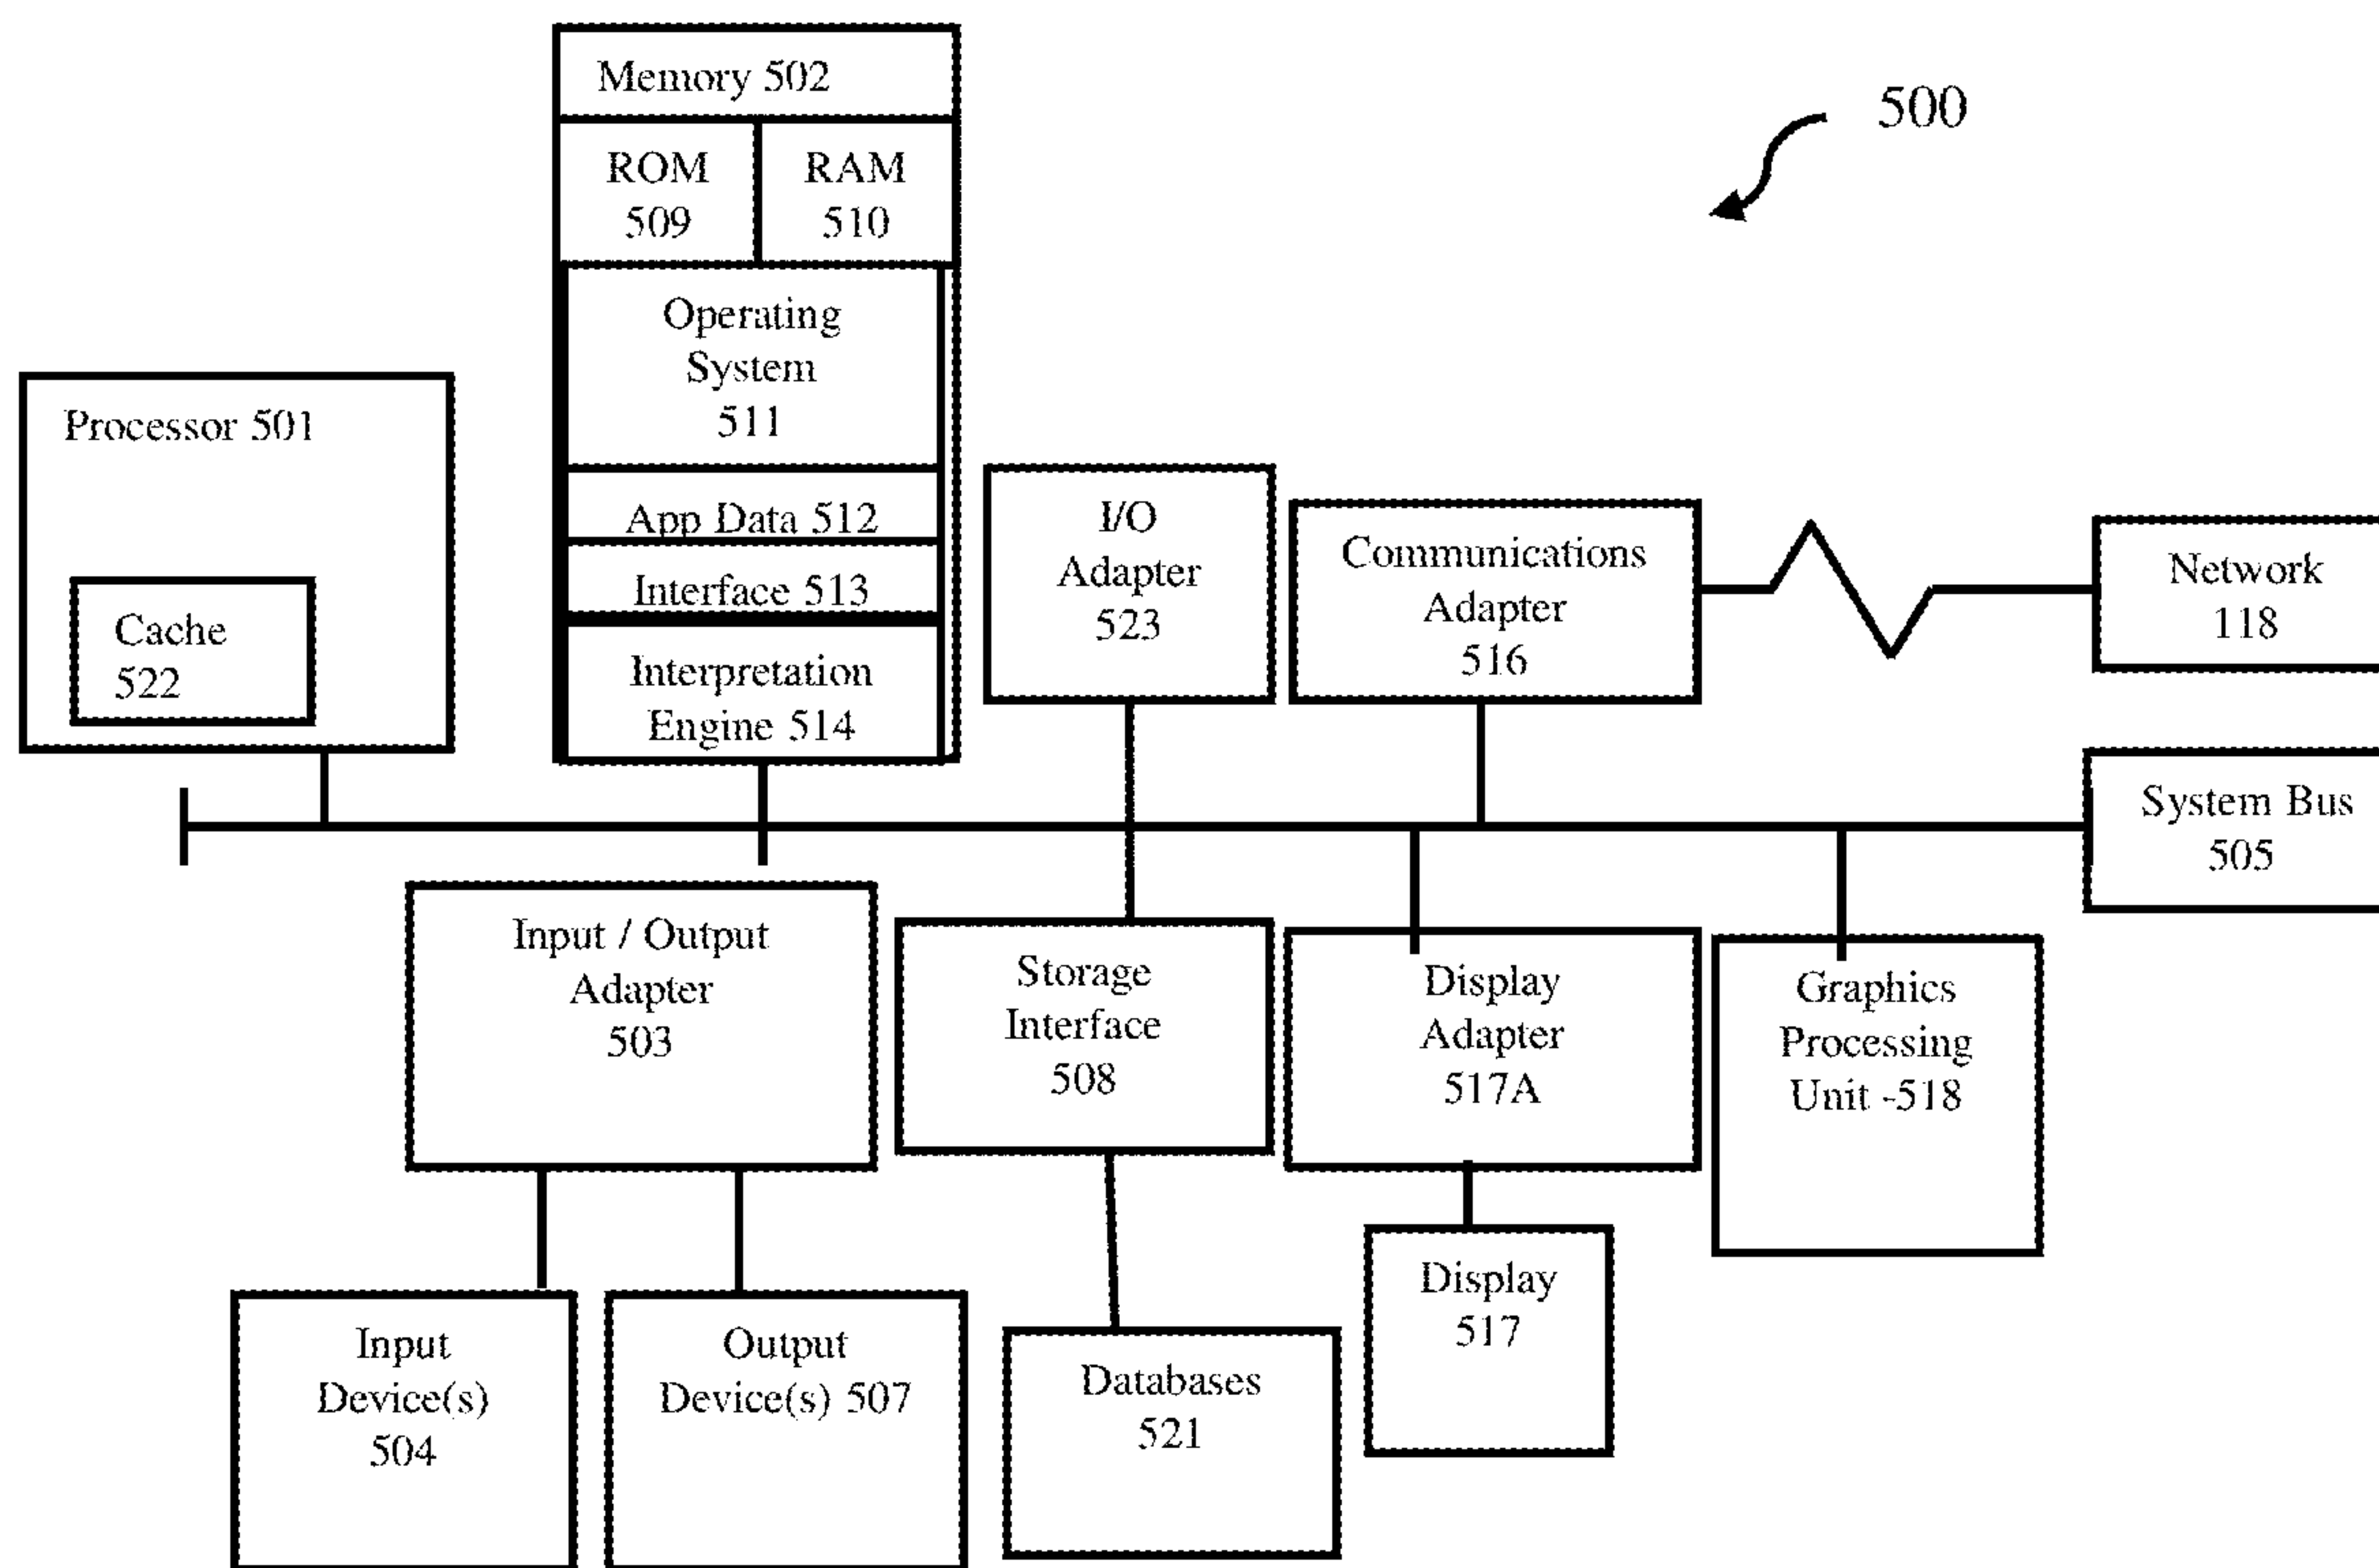 Memory 502
500
ROM
509
RAM
510
Operating
System
511
Processor 501
App Data 512
I/O
Adapter
523
Communications
Adapter
516
Network
118
Interface 513
Cache
522
Interpretation
Engine 514
System Bus
505
Input / Output
Adapter
503
Storage
Interface
508
Display
Adapter
517A
Graphics
Processing
Unit -518
Input
Device(s)
504
Output
Device(s) 507
Databases
521
Display
517